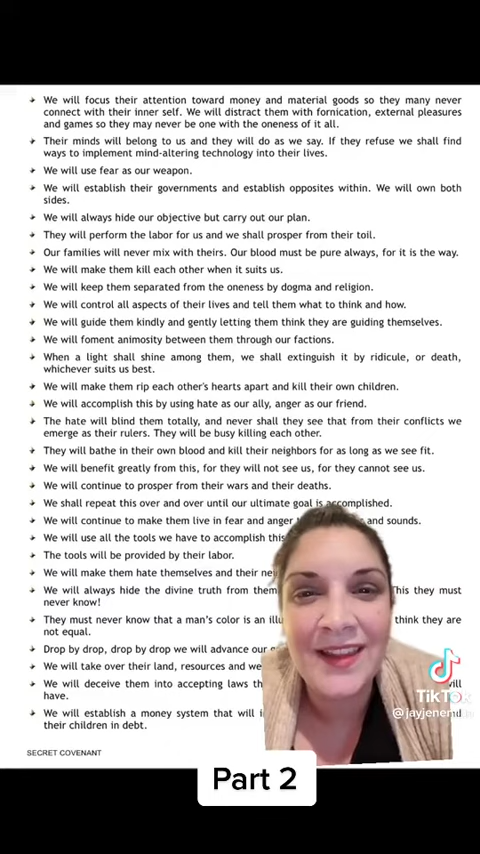 We will focus their attention toward money and material goods so they many never
connect with their inner self. We will distract them with fornication, external pleasures
and games so they may never be one with the oneness of it all.
Their minds will belong to us and they will do as we say. If they refuse we shall find
ways to implement mind-altering technology into their lives.
We will use fear as our weapon.
We will establish their governments and establish opposites within. We will own both
sides.
We will always hide our objective but carry out our plan.
They will perform the labor for us and we shall prosper from their toil.
Our families will never mix with theirs. Our blood must be pure always, for it is the way.
We will make them kill each other when it suits us.
We will keep them separated from the oneness by dogma and religion.
We will control all aspects of their lives and tell them what to think and how.
We will guide them kindly and gently letting them think they are guiding themselves.
We will foment animosity between them through our factions.
When a light shall shine among them, we shall extinguish it by ridicule, or death,
whichever suits us best.
We will make them rip each other's hearts apart and kill their own children.
We will accomplish this by using hate as our ally, anger as our friend.
The hate will blind them totally, and never shall they see that from their conflicts we
emerge as their rulers. They will be busy killing each other.
They will bathe in their own blood and kill their neighbors for as long as we see fit.
We will benefit greatly from this, for they will not see us, for they cannot see us.
We will continue to prosper from their wars and their deaths.
We shall repeat this over and over until our ultimate goal is accomplished.
We will continue to make them live in fear and anger and sounds.
We will use all the tools we have to accomplish this
The tools will be provided by their labor.
We will make them hate themselves and their
We will always hide the divine truth from them This they must
never know!
They must never know that a man's color is an think they are
not equal.
Drop by drop, drop by drop we will advance our
We will take over their land, resources and
We will deceive them into accepting laws will
have.
We will establish a money system that will
their children in debt.
SECRET COVENANT
TikTok
Part 2